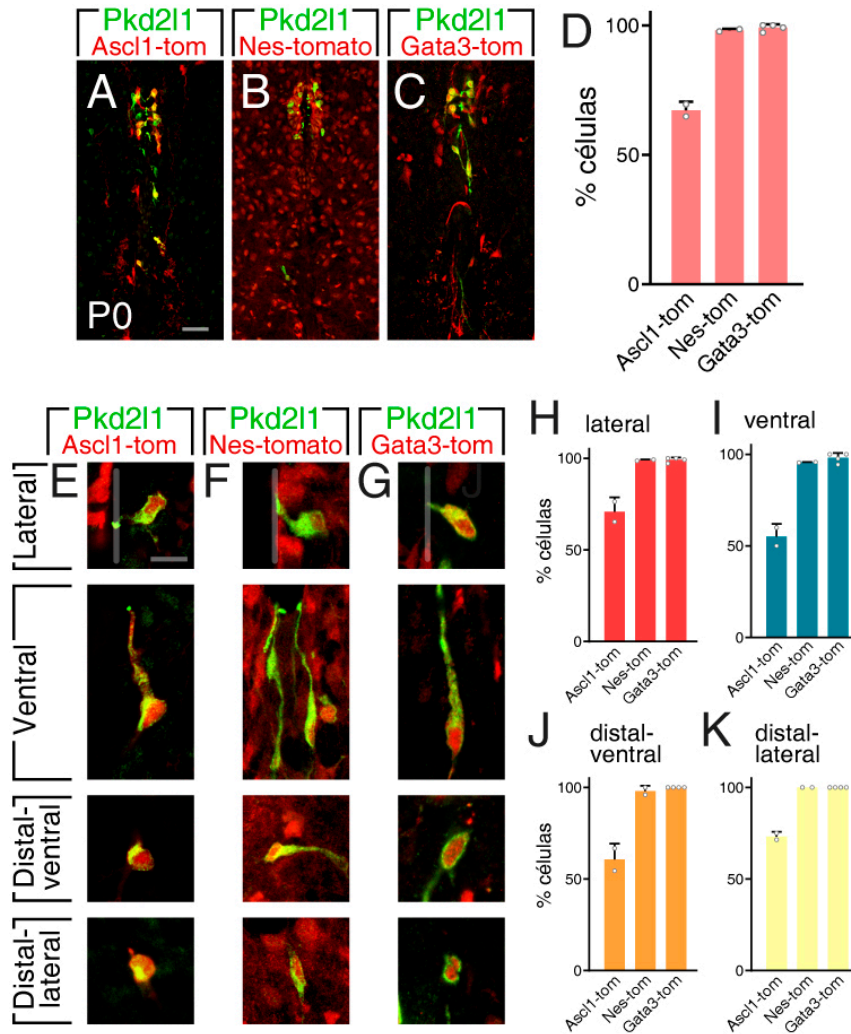 Pkd2l1 Pkd2l1 Pkd2l1
Ascl1-tom Nes-tomato Gata3-tom
A B C
P0
D
% células
100
50
0
Ascl1-tom Nes-tom Gata3-tom
Pkd2l1 Pkd2l1 Pkd2l1
Ascl1-tom Nes-tomato Gata3-tom
E F G J
Lateral
Ventral
Distal-
ventral
Distal-
lateral
H lateral
% células
100
50
0
Ascl1-tom Nes-tom Gata3-tom
I ventral
100
50
0
Ascl1-tom Nes-tom Gata3-tom
J distal-
ventral
% células
100
50
0
Ascl1-tom Nes-tom Gata3-tom
K distal-
lateral
100
50
0
Ascl1-tom Nes-tom Gata3-tom